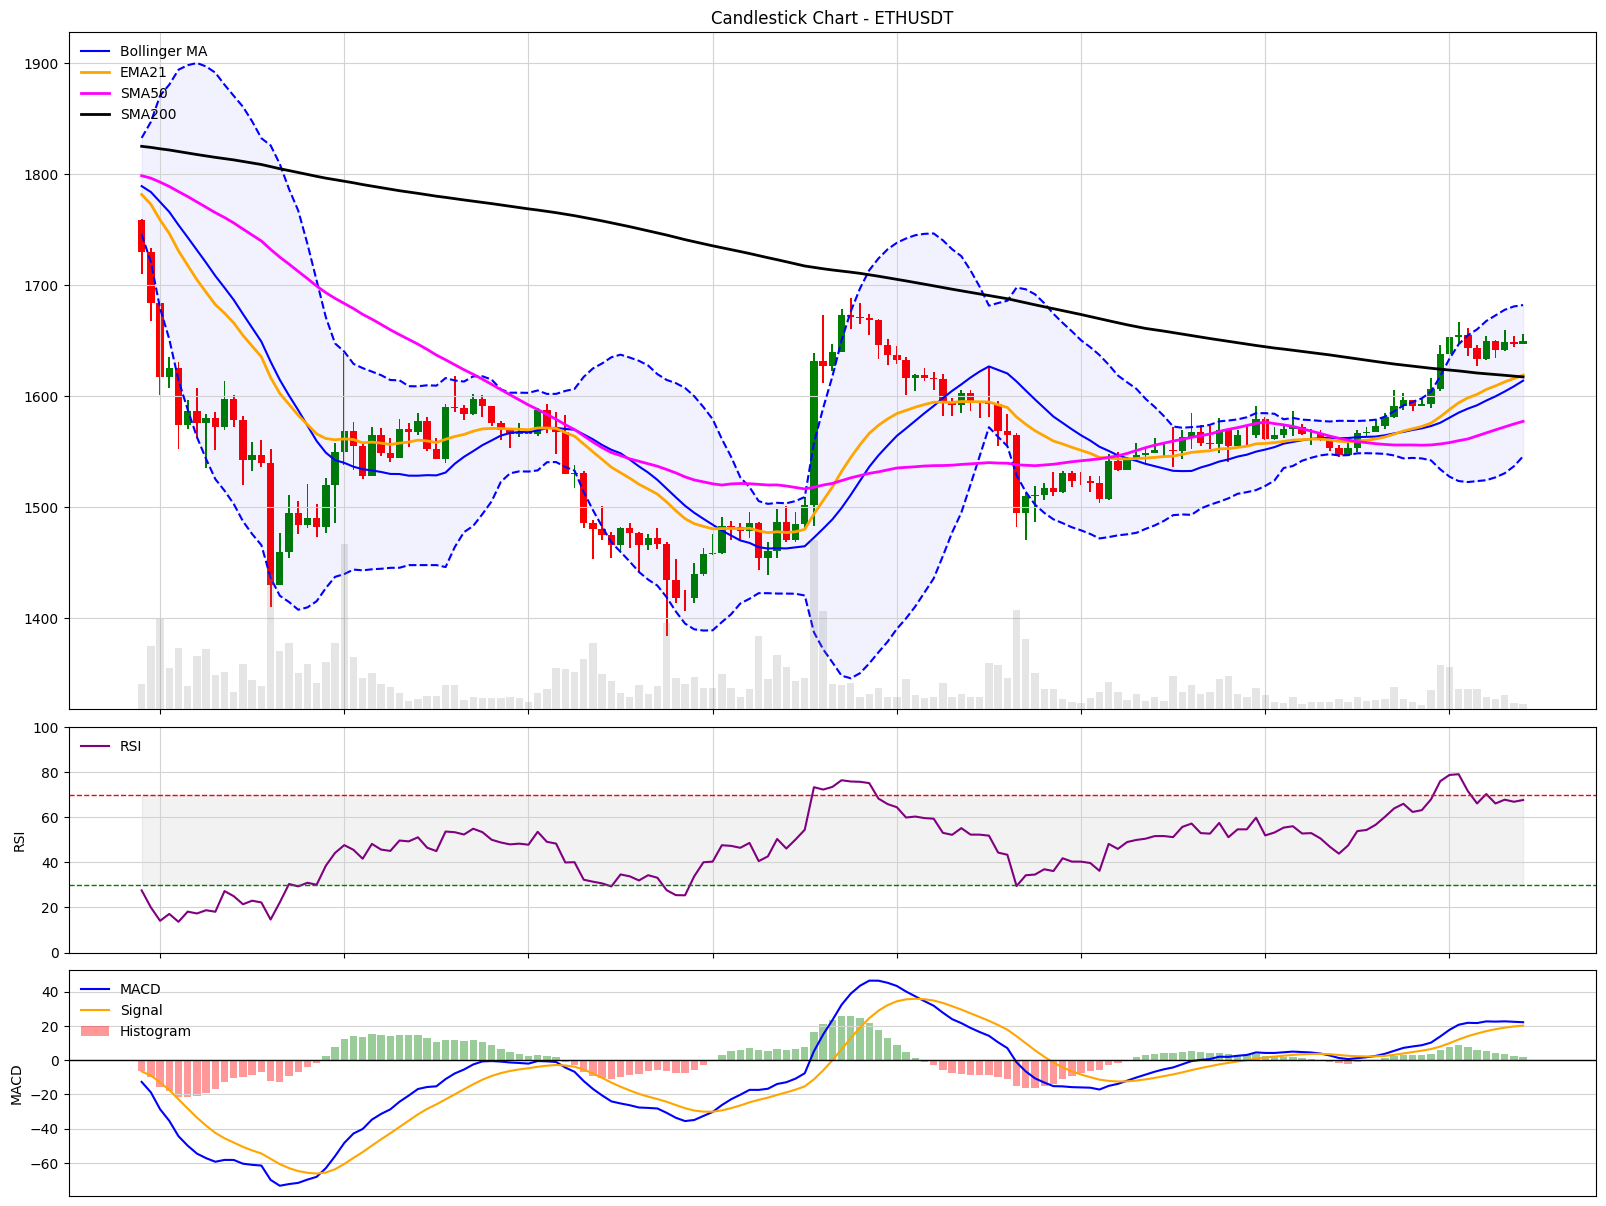 Candlestick Chart - ETHUSDT
Bollinger MA
EMA21
SMA50
SMA200
1900
1800
1700
1600
1500
1400
RSI
RSI
100
80
60
40
20
0
MACD
Signal
Histogram
MACD
40
20
0
−20
−40
−60